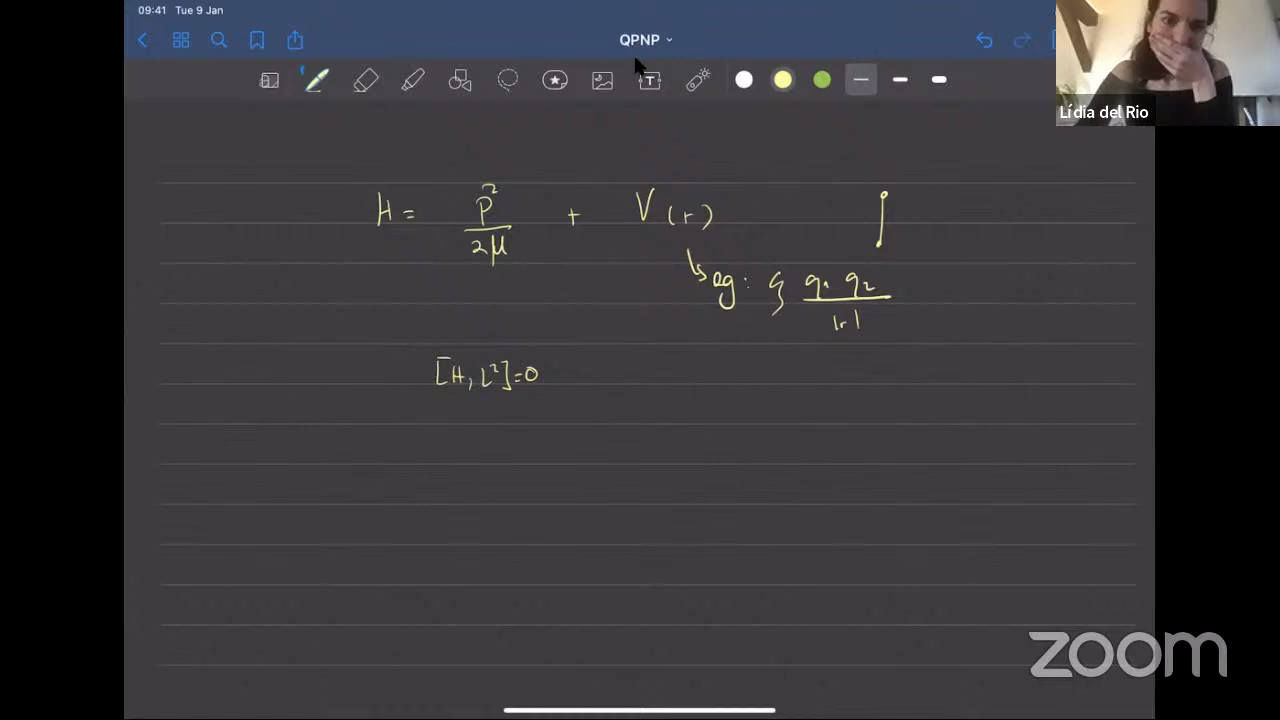 09:41 Tue 9 Jan
QPNP
Lídia del Rio
H = p²/2μ + V(r)
eg: ξ q₁ q₂/|r|
[H, L²]=0
zoom